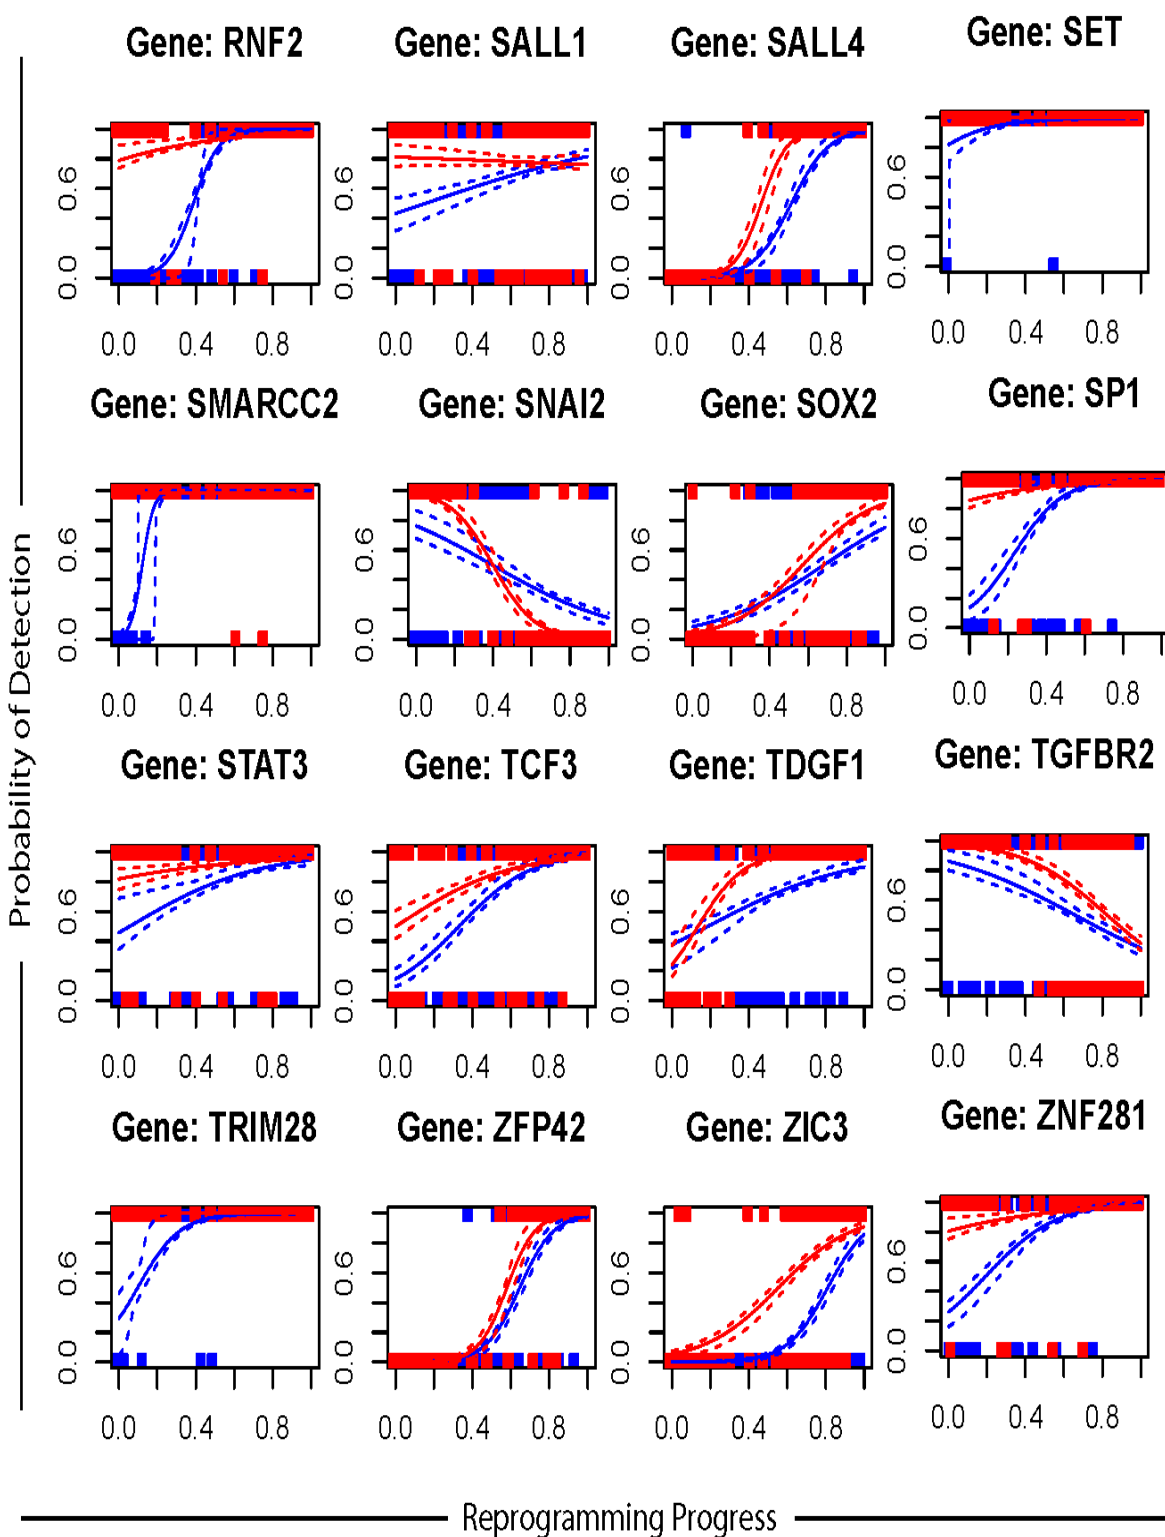 Gene: RNF2
Gene: SALL1
Gene: SALL4
Gene: SET
0.0 0.6
0.0 0.6
0.0 0.6
0.0 0.6
0.0 0.4 0.8
0.0 0.4 0.8
0.0 0.4 0.8
0.0 0.4 0.8
Gene: SMARCC2
Gene: SNAI2
Gene: SOX2
Gene: SP1
0.0 0.6
0.0 0.6
0.0 0.6
0.0 0.6
0.0 0.4 0.8
0.0 0.4 0.8
0.0 0.4 0.8
0.0 0.4 0.8
Probability of Detection
Gene: STAT3
Gene: TCF3
Gene: TDGF1
Gene: TGFBR2
0.0 0.6
0.0 0.6
0.0 0.6
0.0 0.6
0.0 0.4 0.8
0.0 0.4 0.8
0.0 0.4 0.8
0.0 0.4 0.8
Gene: TRIM28
Gene: ZFP42
Gene: ZIC3
Gene: ZNF281
0.0 0.6
0.0 0.6
0.0 0.6
0.0 0.6
0.0 0.4 0.8
0.0 0.4 0.8
0.0 0.4 0.8
0.0 0.4 0.8
Reprogramming Progress